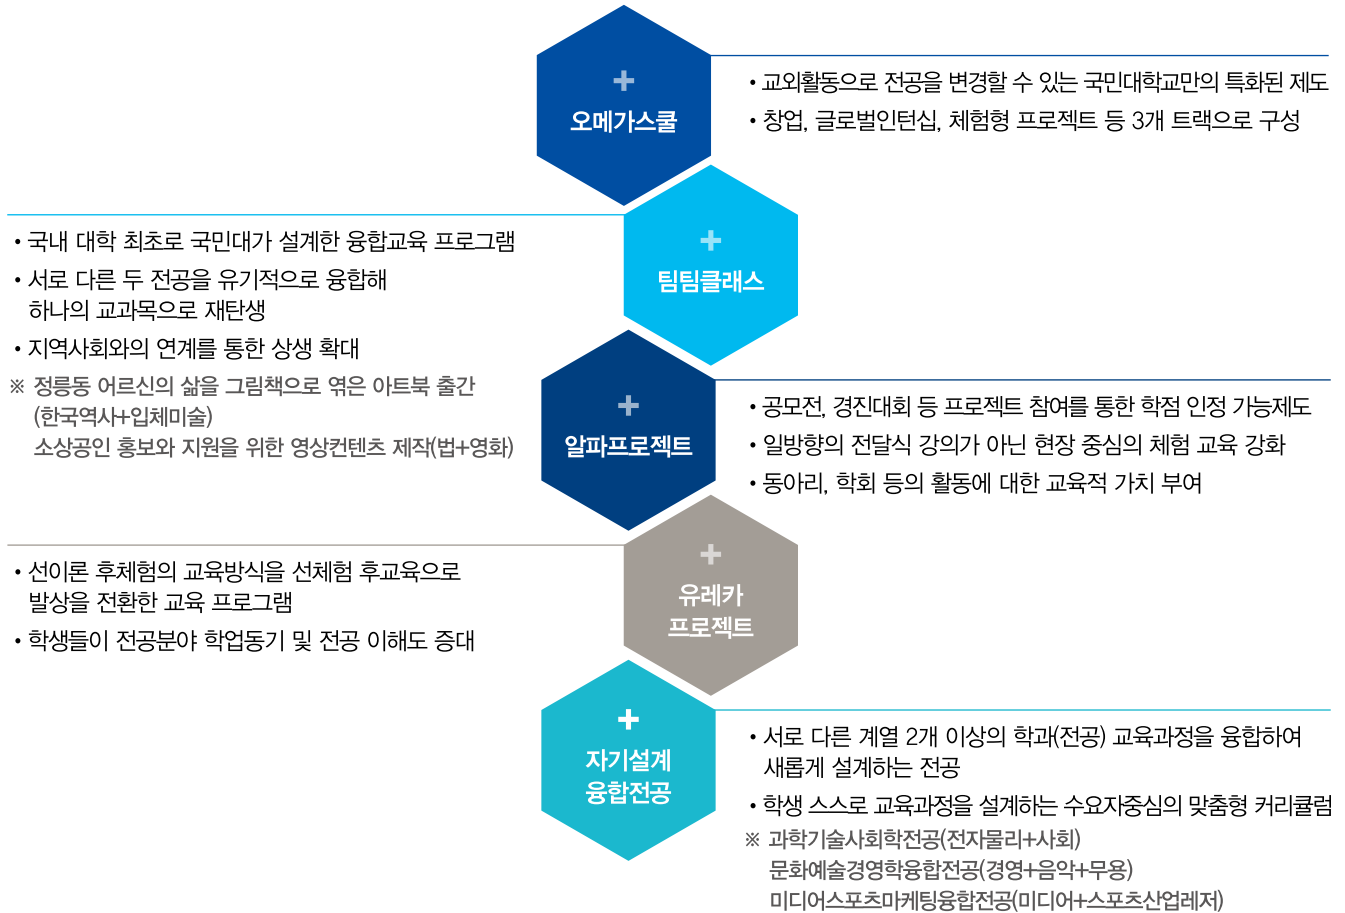 +
오메가스쿨
• 교외활동으로 전공을 변경할 수 있는 국민대학교만의 특화된 제도
• 창업, 글로벌인턴십, 체험형 프로젝트 등 3개 트랙으로 구성
+
팀팀클래스
• 국내 대학 최초로 국민대가 설계한 융합교육 프로그램
• 서로 다른 두 전공을 유기적으로 융합해
하나의 교과목으로 재탄생
• 지역사회와의 연계를 통한 상생 확대
※ 정릉동 어르신의 삶을 그림책으로 엮은 아트북 출간
(한국역사+입체미술)
소상공인 홍보와 지원을 위한 영상컨텐츠 제작(법+영화)
+
알파프로젝트
• 공모전, 경진대회 등 프로젝트 참여를 통한 학점 인정 가능제도
• 일방향의 전달식 강의가 아닌 현장 중심의 체험 교육 강화
• 동아리, 학회 등의 활동에 대한 교육적 가치 부여
+
유레카
프로젝트
• 선이론 후체험의 교육방식을 선체험 후교육으로
발상을 전환한 교육 프로그램
• 학생들이 전공분야 학업동기 및 전공 이해도 증대
+
자기설계
융합전공
• 서로 다른 계열 2개 이상의 학과(전공) 교육과정을 융합하여
새롭게 설계하는 전공
• 학생 스스로 교육과정을 설계하는 수요자중심의 맞춤형 커리큘럼
※ 과학기술사회학전공(전자물리+사회)
문화예술경영학융합전공(경영+음악+무용)
미디어스포츠마케팅융합전공(미디어+스포츠산업레저)